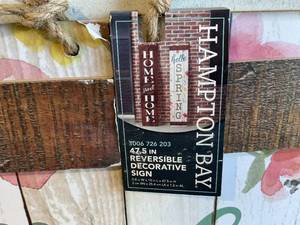 HAMPTON BAY
HOME
sweet
HOME
hello
SPRING
1006 726 203
47.5 IN
REVERSIBLE
DECORATIVE
SIGN